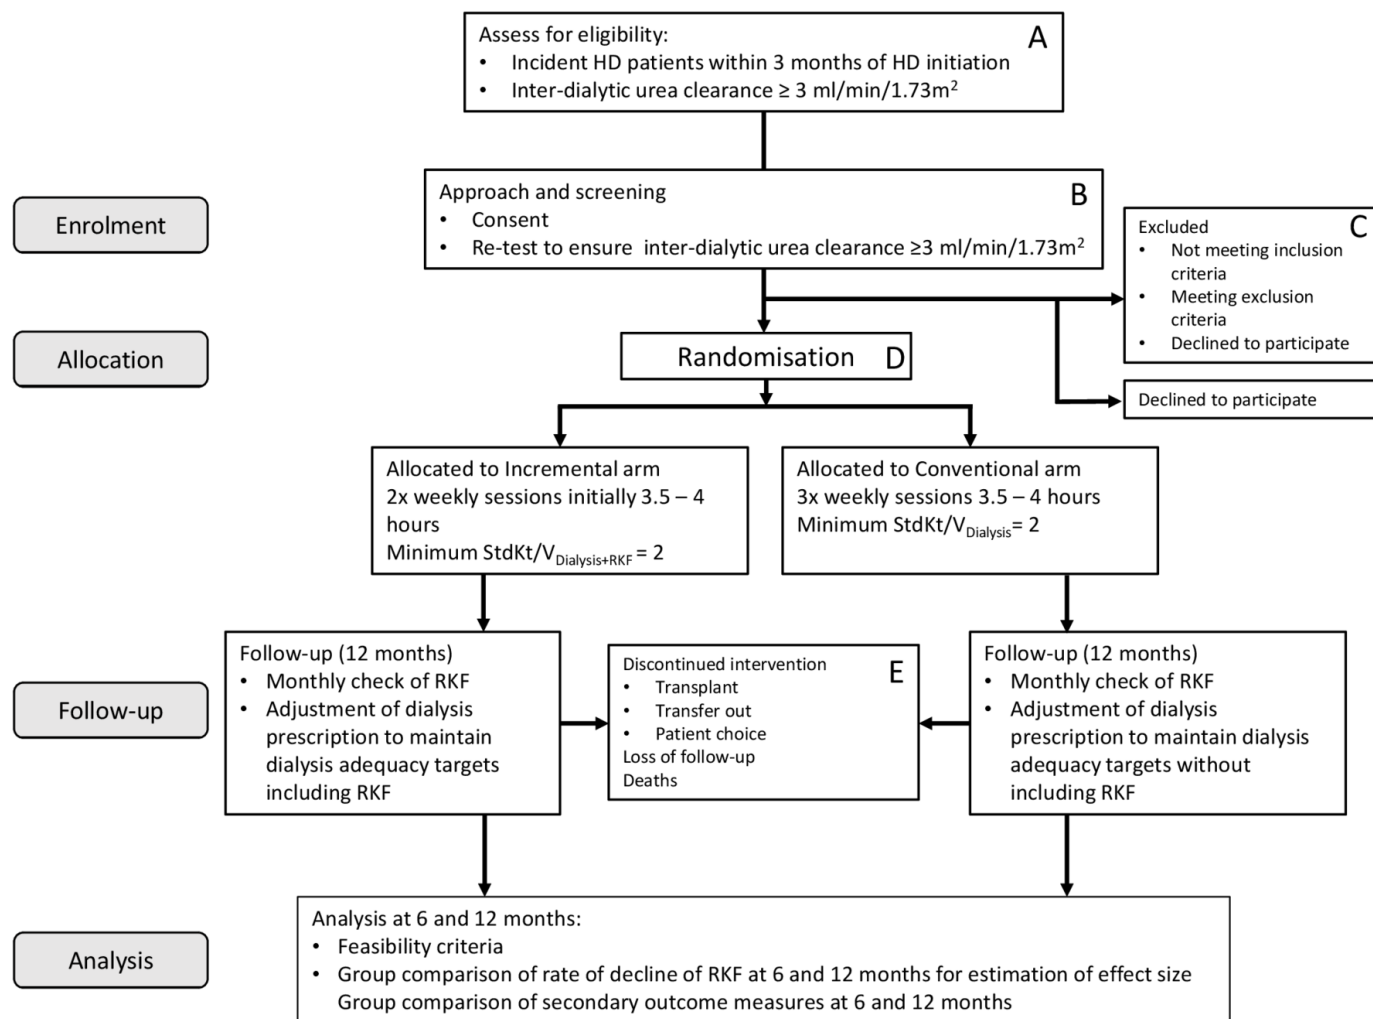 Assess for eligibility:
A
• Incident HD patients within 3 months of HD initiation
• Inter-dialytic urea clearance ≥ 3 ml/min/1.73m²
Enrolment
Approach and screening
B
• Consent
• Re-test to ensure inter-dialytic urea clearance ≥3 ml/min/1.73m²
Excluded
C
• Not meeting inclusion
criteria
• Meeting exclusion
criteria
• Declined to participate
Declined to participate
Allocation
Randomisation D
Allocated to Incremental arm
2x weekly sessions initially 3.5 – 4
hours
Minimum StdKt/V Dialysis+RKF = 2
Allocated to Conventional arm
3x weekly sessions 3.5 – 4 hours
Minimum StdKt/V Dialysis = 2
Follow-up
Follow-up (12 months)
• Monthly check of RKF
• Adjustment of dialysis
prescription to maintain
dialysis adequacy targets
including RKF
Discontinued intervention
E
• Transplant
• Transfer out
• Patient choice
Loss of follow-up
Deaths
Follow-up (12 months)
• Monthly check of RKF
• Adjustment of dialysis
prescription to maintain dialysis
adequacy targets without
including RKF
Analysis
Analysis at 6 and 12 months:
• Feasibility criteria
• Group comparison of rate of decline of RKF at 6 and 12 months for estimation of effect size
Group comparison of secondary outcome measures at 6 and 12 months